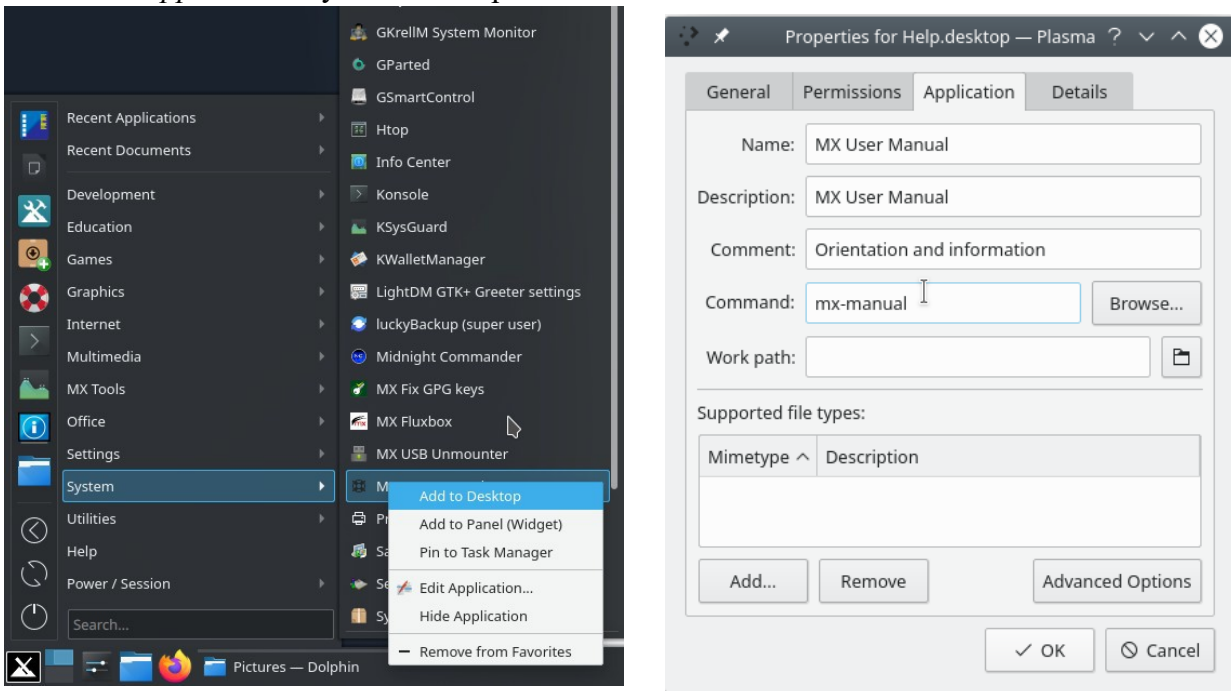 GKrellM System Monitor
GParted
GSmartControl
Htop
Info Center
Konsole
KSysGuard
KWalletManager
LightDM GTK+ Greeter settings
luckyBackup (super user)
Midnight Commander
MX Fix GPG keys
MX Fluxbox
MX USB Unmounter
Recent Applications
Recent Documents
Development
Education
Games
Graphics
Internet
Multimedia
MX Tools
Office
Settings
System
Utilities
Help
Power / Session
Search...
Add to Desktop
Add to Panel (Widget)
Pin to Task Manager
Edit Application...
Hide Application
Remove from Favorites
Pictures — Dolphin
Properties for Help.desktop — Plasma
General Permissions Application Details
Name: MX User Manual
Description: MX User Manual
Comment: Orientation and information
Command: mx-manual Browse...
Work path:
Supported file types:
Mimetype Description
Add... Remove Advanced Options
OK Cancel